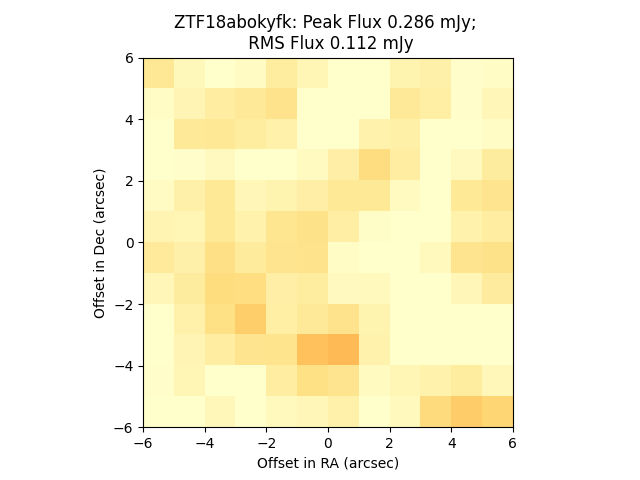 ZTF18abokyfk: Peak Flux 0.286 mJy;
RMS Flux 0.112 mJy
6
4
2
0
−2
−4
−6
Offset in Dec (arcsec)
−6 −4 −2 0 2 4 6
Offset in RA (arcsec)